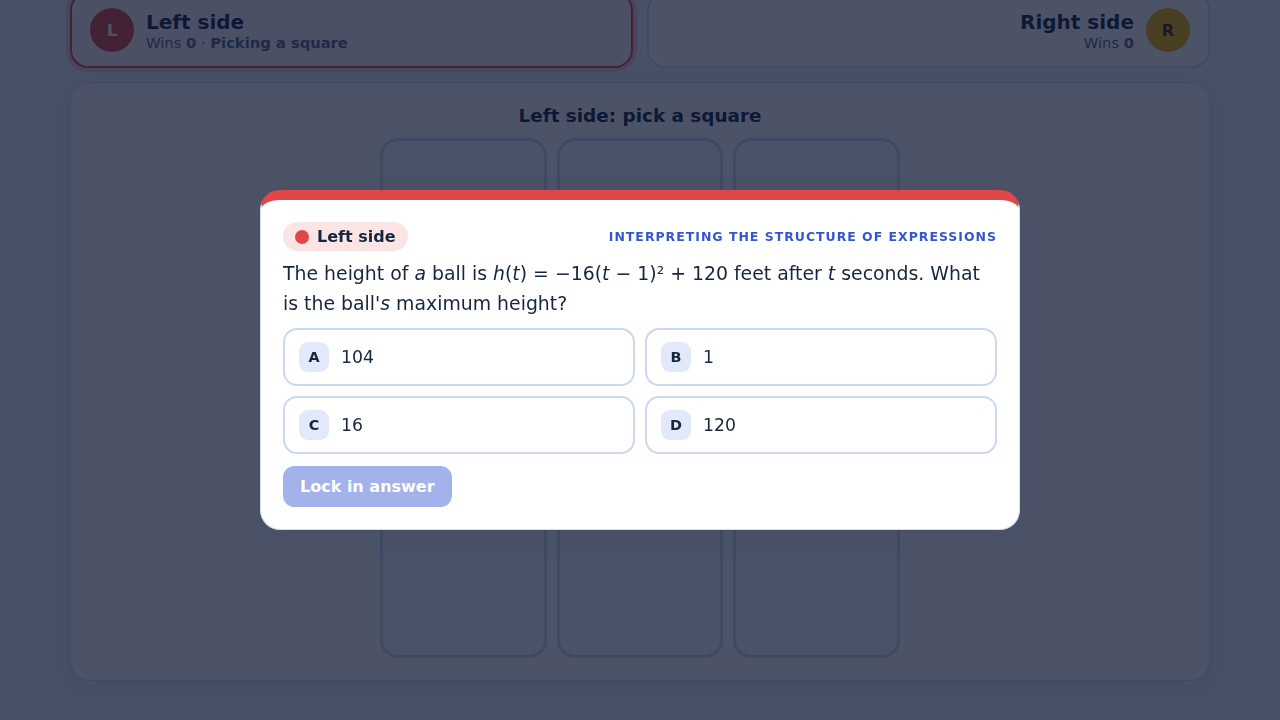 L
Left side
Wins 0 · Picking a square
Right side
Wins 0
R
Left side: pick a square
Left side
INTERPRETING THE STRUCTURE OF EXPRESSIONS
The height of a ball is h(t) = −16(t − 1)² + 120 feet after t seconds. What
is the ball's maximum height?
A 104
B 1
C 16
D 120
Lock in answer